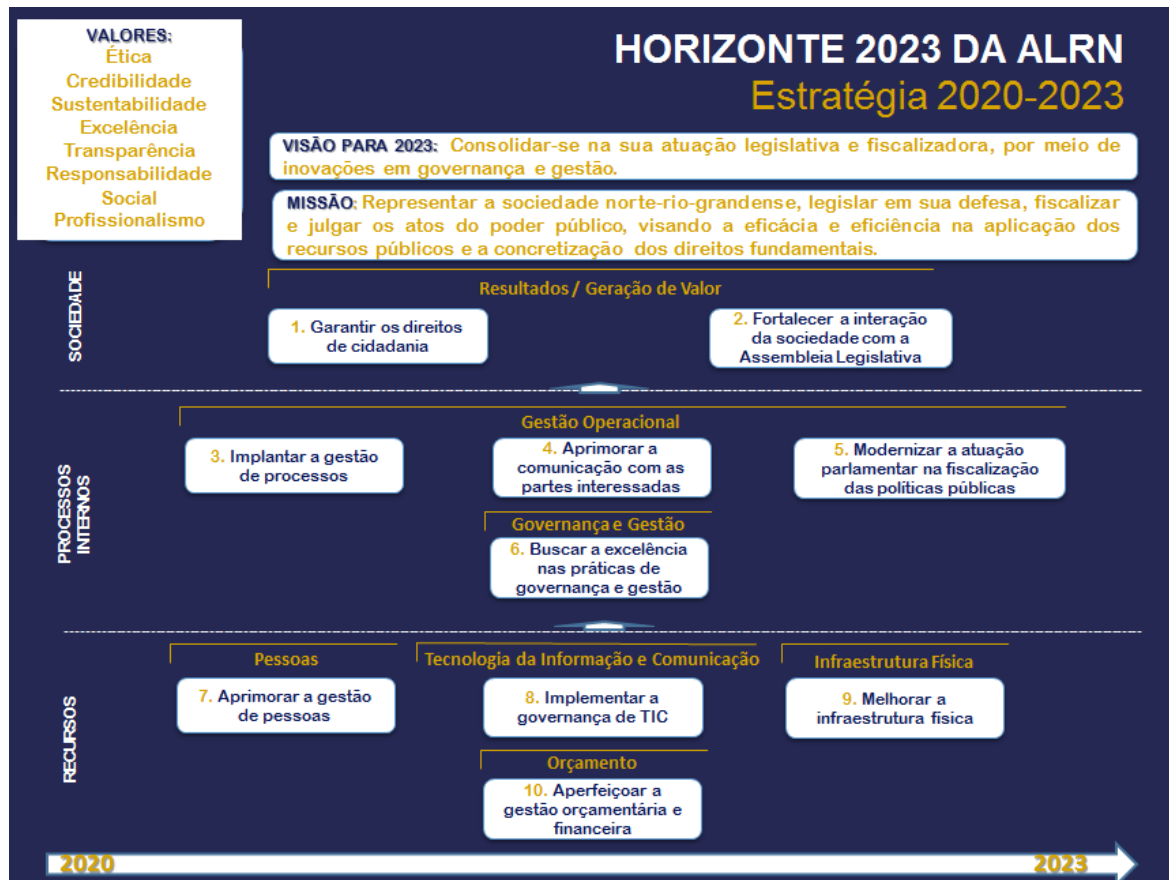 VALORES:
Ética
Credibilidade
Sustentabilidade
Excelência
Transparência
Responsabilidade
Social
Profissionalismo
HORIZONTE 2023 DA ALRN
Estratégia 2020-2023
VISÃO PARA 2023: Consolidar-se na sua atuação legislativa e fiscalizadora, por meio de
inovações em governança e gestão.
MISSÃO: Representar a sociedade norte-rio-grandense, legislar em sua defesa, fiscalizar
e julgar os atos do poder público, visando a eficácia e eficiência na aplicação dos
recursos públicos e a concretização dos direitos fundamentais.
SOCIEDADE
Resultados / Geração de Valor
1. Garantir os direitos
de cidadania
2. Fortalecer a interação
da sociedade com a
Assembleia Legislativa
PROCESSOS
INTERNOS
Gestão Operacional
3. Implantar a gestão
de processos
4. Aprimorar a
comunicação com as
partes interessadas
5. Modernizar a atuação
parlamentar na fiscalização
das políticas públicas
Governança e Gestão
6. Buscar a excelência
nas práticas de
governança e gestão
RECURSOS
Pessoas
7. Aprimorar a gestão
de pessoas
Tecnologia da Informação e Comunicação
8. Implementar a
governança de TIC
Infraestrutura Física
9. Melhorar a
infraestrutura física
Orçamento
10. Aperfeiçoar a
gestão orçamentária e
financeira
2020
2023